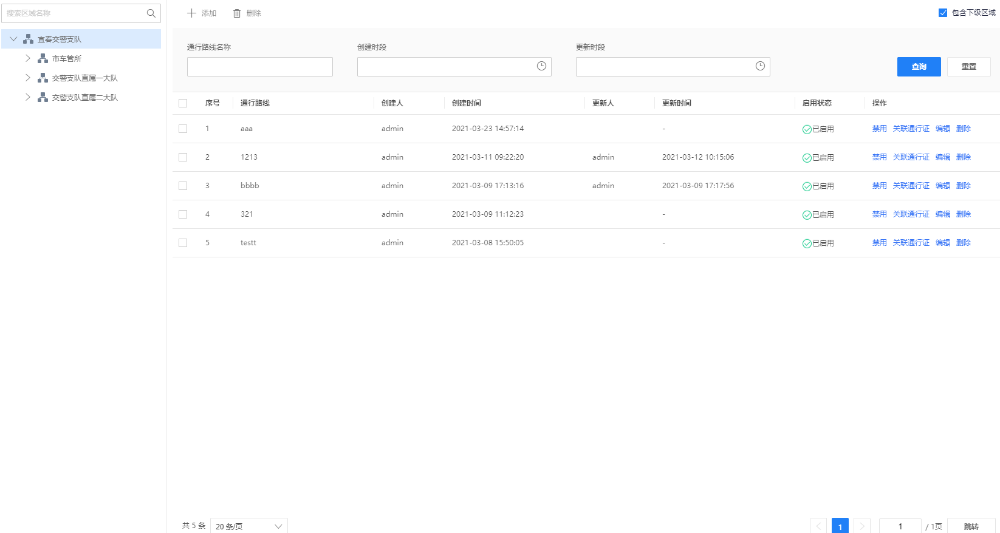 搜索区域名称
宜春交警支队
市车管所
交警支队直属一大队
交警支队直属二大队
添加 删除 包含下级区域
通行路线名称 创建时段 更新时段
查询 重置
序号 通行路线 创建人 创建时间 更新人 更新时间 启用状态 操作
1 aaa admin 2021-03-23 14:57:14 - 已启用 禁用 关联通行证 编辑 删除
2 1213 admin 2021-03-11 09:22:20 admin 2021-03-12 10:15:06 已启用 禁用 关联通行证 编辑 删除
3 bbbb admin 2021-03-09 17:13:16 admin 2021-03-09 17:17:56 已启用 禁用 关联通行证 编辑 删除
4 321 admin 2021-03-09 11:12:23 - 已启用 禁用 关联通行证 编辑 删除
5 testt admin 2021-03-08 15:50:05 - 已启用 禁用 关联通行证 编辑 删除
共 5 条 20 条/页 1 1 / 1页 跳转